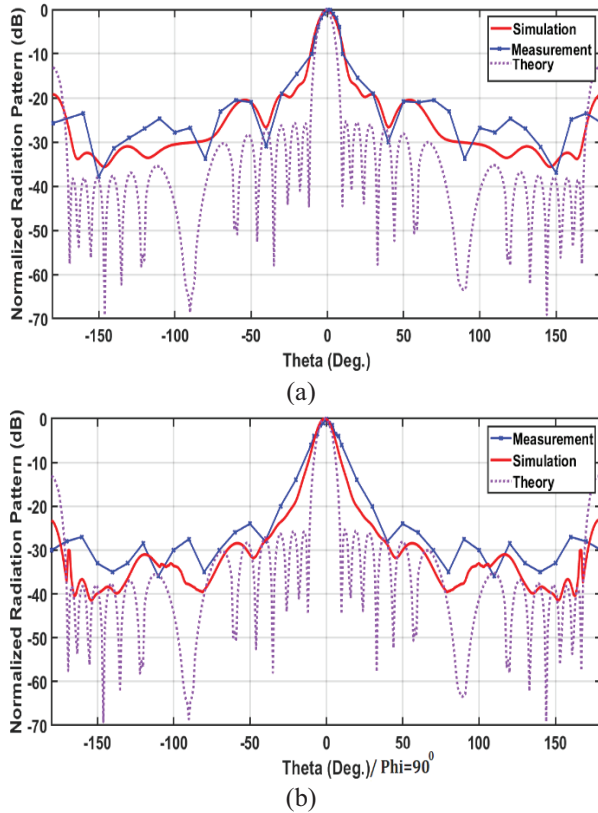 Normalized Radiation Pattern (dB)
0
-10
-20
-30
-40
-50
-60
-70
Simulation
Measurement
Theory
-150 -100 -50 0 50 100 150
Theta (Deg.)
(a)
Normalized Radiation Pattern (dB)
0
-10
-20
-30
-40
-50
-60
-70
Measurement
Simulation
Theory
-150 -100 -50 0 50 100 150
Theta (Deg.)/ Phi=90⁰
(b)